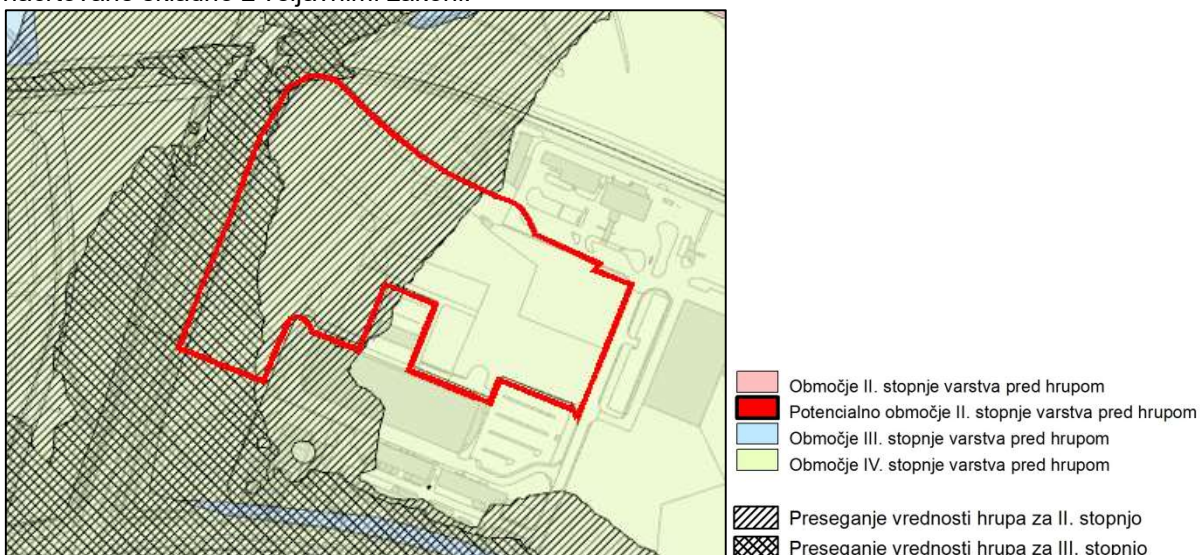 Območje II. stopnje varstva pred hrupom
Potencialno območje II. stopnje varstva pred hrupom
Območje III. stopnje varstva pred hrupom
Območje IV. stopnje varstva pred hrupom
Preseganje vrednosti hrupa za II. stopnjo
Preseganje vrednosti hrupa za III. stopnjo